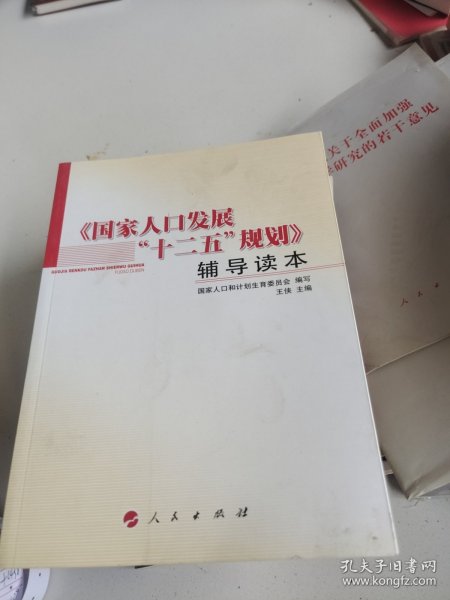 《国家人口发展
“十二五”规划》
GUOJIA RENKOU FAZHAN SHIERWU GUIHUA
FUDAO DUBEN
辅导读本
国家人口和计划生育委员会 编写
王侠 主编
人民出版社
关于全面加强
研究的若干意见
人民
孔夫子旧书网
www.kongfz.com